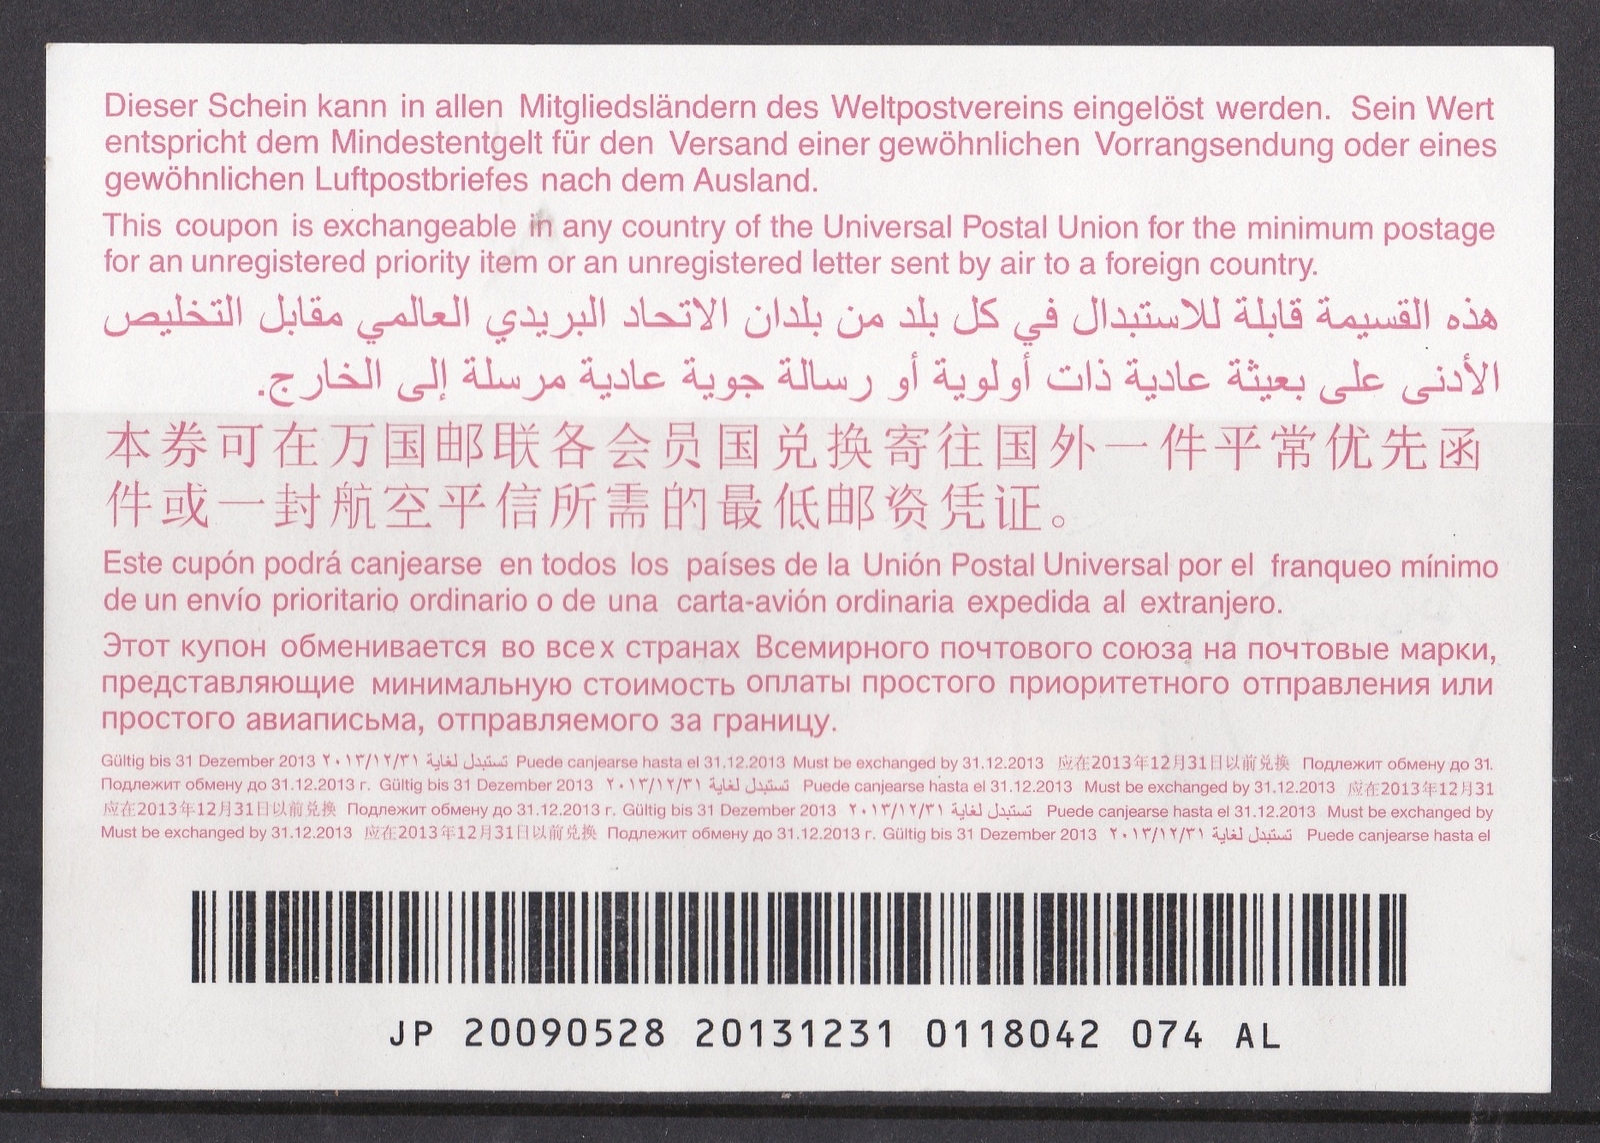 Dieser Schein kann in allen Mitgliedsländern des Weltpostvereins eingelöst werden. Sein Wert
entspricht dem Mindestentgelt für den Versand einer gewöhnlichen Vorrangsendung oder eines
gewöhnlichen Luftpostbriefes nach dem Ausland.
This coupon is exchangeable in any country of the Universal Postal Union for the minimum postage
for an unregistered priority item or an unregistered letter sent by air to a foreign country.
هذه القسيمة قابلة للاستبدال في كل بلد من بلدان الاتحاد البريدي العالمي مقابل التخليص
الأدنى على بعيثة عادية ذات أولوية أو رسالة جوية عادية مرسلة إلى الخارج.
本券可在万国邮联各会员国兑换寄往国外一件平常优先函
件或一封航空平信所需的最低邮资凭证。
Este cupón podrá canjearse en todos los países de la Unión Postal Universal por el franqueo mínimo
de un envío prioritario ordinario o de una carta-avión ordinaria expedida al extranjero.
Этот купон обменивается во всех странах Всемирного почтового союза на почтовые марки,
представляющие минимальную стоимость оплаты простого приоритетного отправления или
простого авиаписьма, отправляемого за границу.
Gültig bis 31 Dezember 2013 تستبدل لغاية ٢٠١٣/١٢/٣١ Puede canjearse hasta el 31.12.2013 Must be exchanged by 31.12.2013 应在2013年12月31日以前兑换 Подлежит обмену до 31.
Подлежит обмену до 31.12.2013 г. Gültig bis 31 Dezember 2013 تستبدل لغاية ٢٠١٣/١٢/٣١ Puede canjearse hasta el 31.12.2013 Must be exchanged by 31.12.2013 应在2013年12月31
应在2013年12月31日以前兑换 Подлежит обмену до 31.12.2013 г. Gültig bis 31 Dezember 2013 تستبدل لغاية ٢٠١٣/١٢/٣١ Puede canjearse hasta el 31.12.2013 Must be exchanged by
Must be exchanged by 31.12.2013 应在2013年12月31日以前兑换 Подлежит обмену до 31.12.2013 г. Gültig bis 31 Dezember 2013 تستبدل لغاية ٢٠١٣/١٢/٣١ Puede canjearse hasta el
JP 20090528 20131231 0118042 074 AL